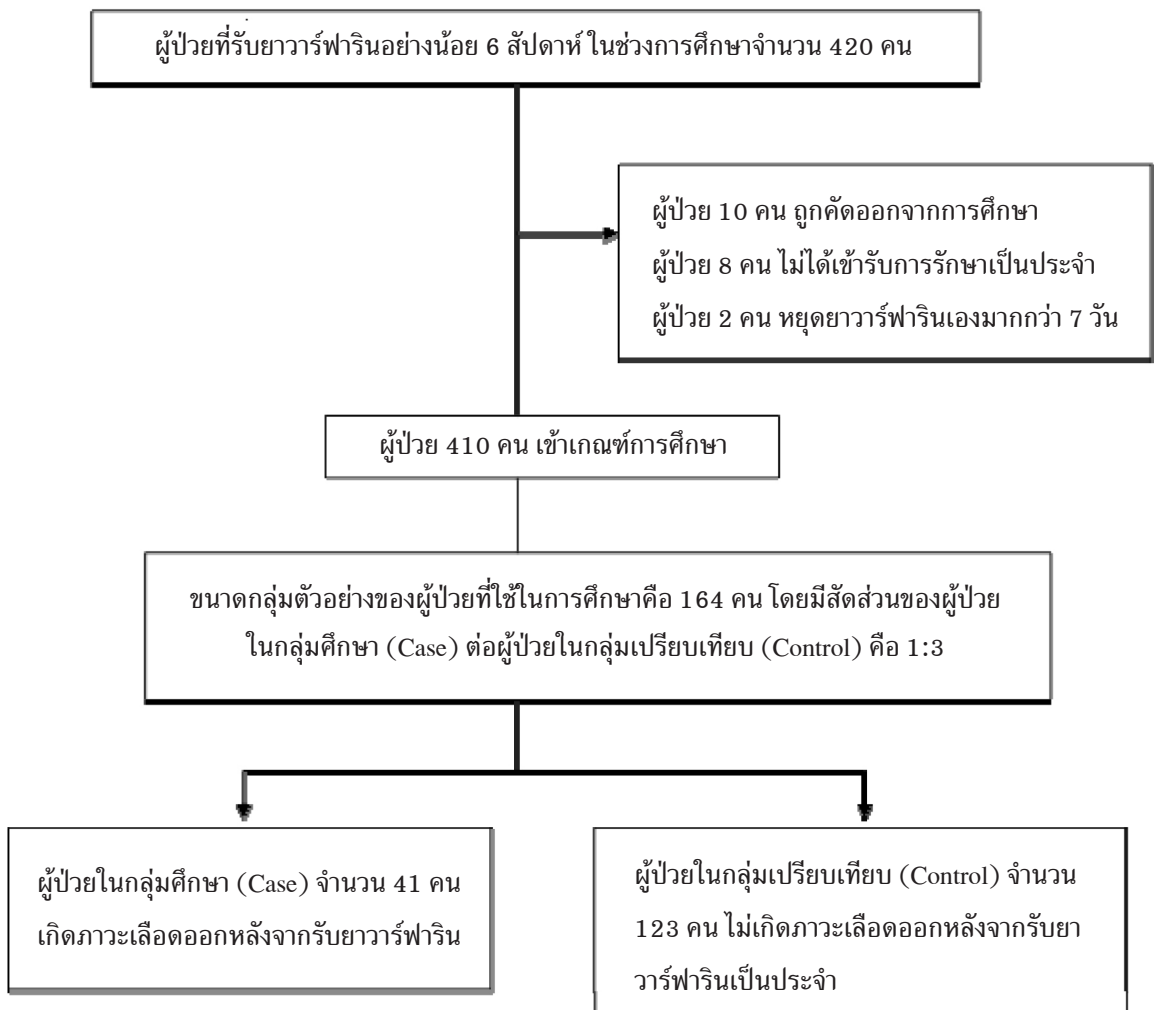 ผู้ป่วยที่รับยาวาร์ฟารินอย่างน้อย 6 สัปดาห์ ในช่วงการศึกษาจำนวน 420 คน
ผู้ป่วย 10 คน ถูกคัดออกจากการศึกษา
ผู้ป่วย 8 คน ไม่ได้เข้ารับการรักษาเป็นประจำ
ผู้ป่วย 2 คน หยุดยาวาร์ฟารินเองมากกว่า 7 วัน
ผู้ป่วย 410 คน เข้าเกณฑ์การศึกษา
ขนาดกลุ่มตัวอย่างของผู้ป่วยที่ใช้ในการศึกษาคือ 164 คน โดยมีสัดส่วนของผู้ป่วย
ในกลุ่มศึกษา (Case) ต่อผู้ป่วยในกลุ่มเปรียบเทียบ (Control) คือ 1:3
ผู้ป่วยในกลุ่มศึกษา (Case) จำนวน 41 คน
เกิดภาวะเลือดออกหลังจากรับยาวาร์ฟาริน
ผู้ป่วยในกลุ่มเปรียบเทียบ (Control) จำนวน
123 คน ไม่เกิดภาวะเลือดออกหลังจากรับยา
วาร์ฟารินเป็นประจำ